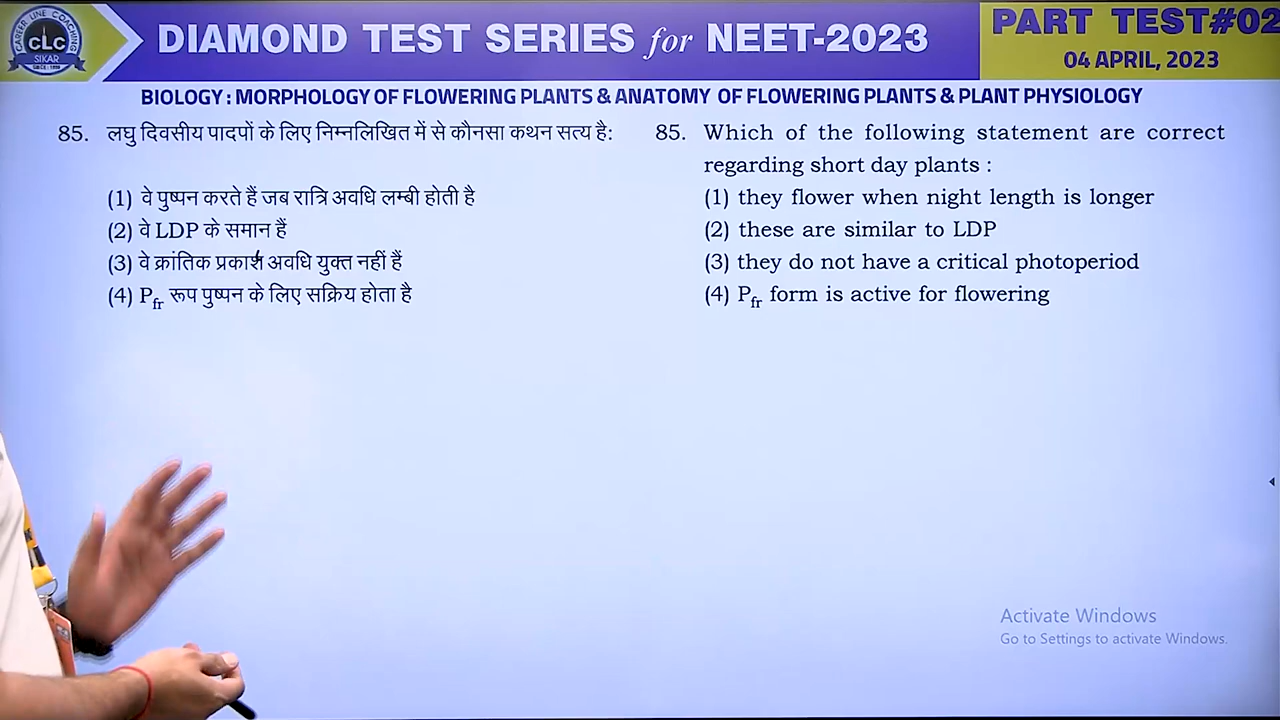 CAREER LINE COACHING
CLC
SIKAR
DIAMOND TEST SERIES for NEET-2023
PART TEST#02
04 APRIL, 2023
BIOLOGY : MORPHOLOGY OF FLOWERING PLANTS & ANATOMY OF FLOWERING PLANTS & PLANT PHYSIOLOGY
85. लघु दिवसीय पादपों के लिए निम्नलिखित में से कौनसा कथन सत्य है:
(1) वे पुष्पन करते हैं जब रात्रि अवधि लम्बी होती है
(2) वे LDP के समान हैं
(3) वे क्रांतिक प्रकाश अवधि युक्त नहीं हैं
(4) Pfr रूप पुष्पन के लिए सक्रिय होता है
85. Which of the following statement are correct
regarding short day plants :
(1) they flower when night length is longer
(2) these are similar to LDP
(3) they do not have a critical photoperiod
(4) Pfr form is active for flowering
Activate Windows
Go to Settings to activate Windows.